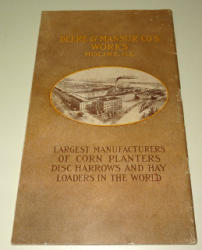 DEERE & MANSUR CO'S
WORKS
MOLINE, ILL.
LARGEST MANUFACTURERS
OF CORN PLANTERS
DISC HARROWS AND HAY
LOADERS IN THE WORLD